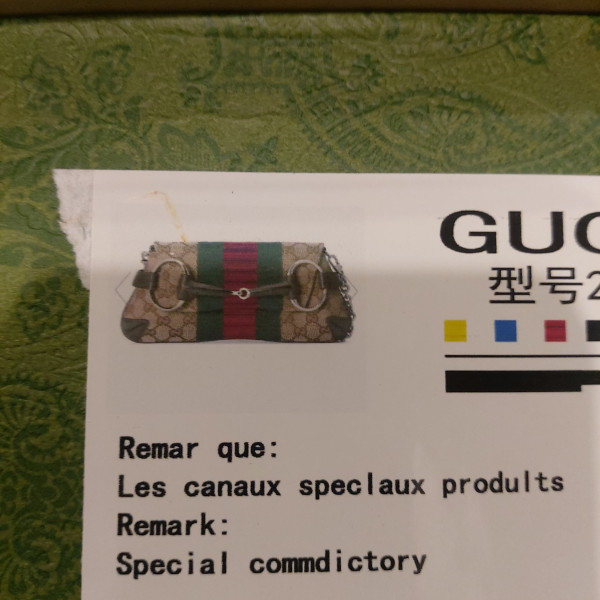 GUC
型号2
Remar que:
Les canaux speclaux prodults
Remark:
Special commdictory